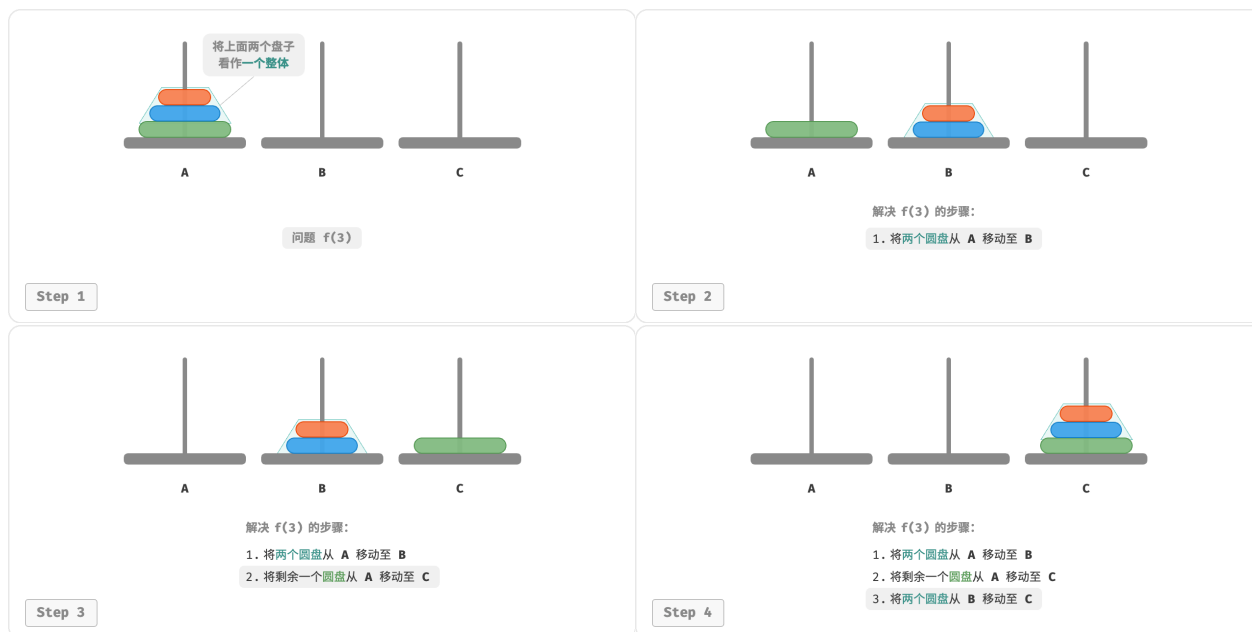 将上面两个盘子
看作一个整体
A B C
问题 f(3)
Step 1
A B C
解决 f(3) 的步骤：
1. 将两个圆盘从 A 移动至 B
Step 2
A B C
解决 f(3) 的步骤：
1. 将两个圆盘从 A 移动至 B
2. 将剩余一个圆盘从 A 移动至 C
Step 3
A B C
解决 f(3) 的步骤：
1. 将两个圆盘从 A 移动至 B
2. 将剩余一个圆盘从 A 移动至 C
3. 将两个圆盘从 B 移动至 C
Step 4